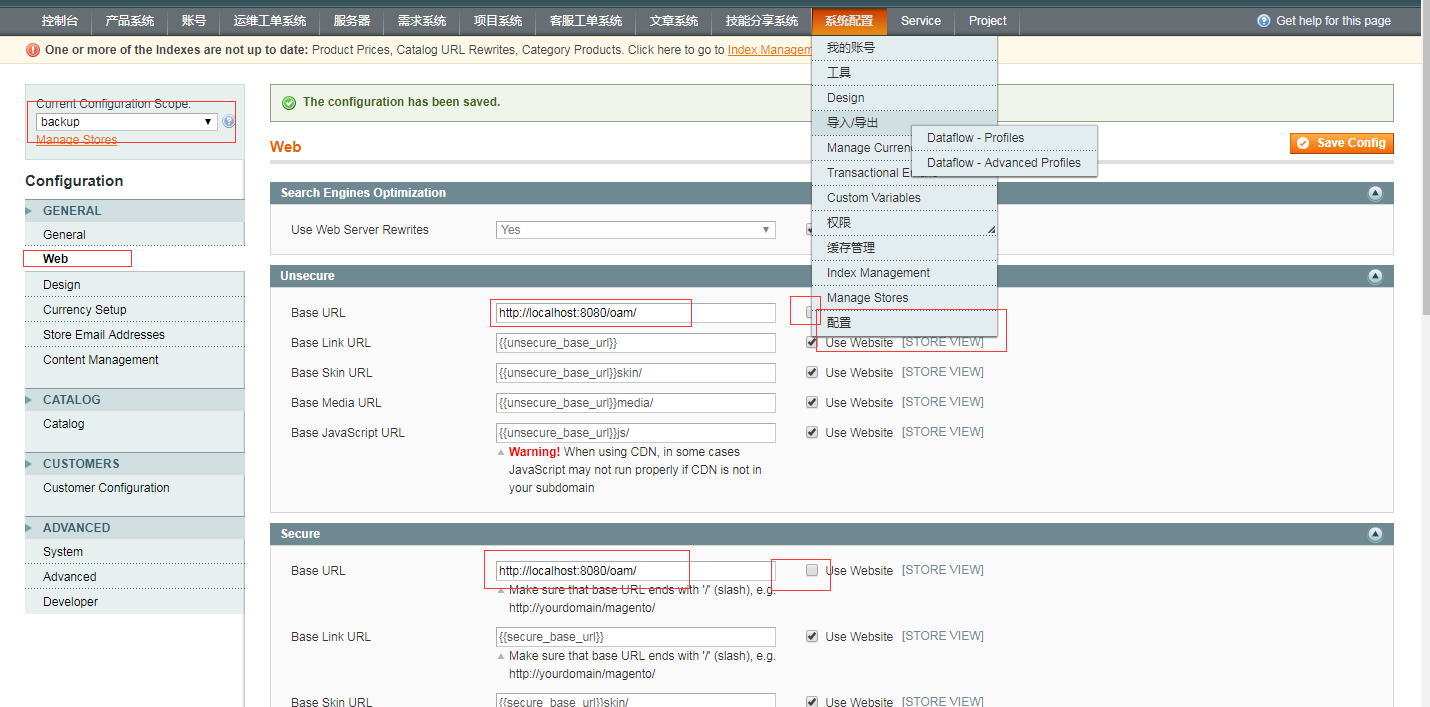 控制台 产品系统 账号 运维工单系统 服务器 需求系统 项目系统 客服工单系统 文章系统 技能分享系统 系统配置 Service Project Get help for this page
One or more of the Indexes are not up to date: Product Prices, Catalog URL Rewrites, Category Products. Click here to go to Index Managem
我的账号
工具
Design
导入/导出
Dataflow - Profiles
Dataflow - Advanced Profiles
Manage Curren
Transactional E
Custom Variables
权限
缓存管理
Index Management
Manage Stores
配置
Current Configuration Scope:
backup
Manage Stores
The configuration has been saved.
Web
Save Config
Configuration
GENERAL
General
Web
Design
Currency Setup
Store Email Addresses
Content Management
CATALOG
Catalog
CUSTOMERS
Customer Configuration
ADVANCED
System
Advanced
Developer
Search Engines Optimization
Use Web Server Rewrites Yes
Unsecure
Base URL http://localhost:8080/oam/
Base Link URL {{unsecure_base_url}} Use Website [STORE VIEW]
Base Skin URL {{unsecure_base_url}}skin/ Use Website [STORE VIEW]
Base Media URL {{unsecure_base_url}}media/ Use Website [STORE VIEW]
Base JavaScript URL {{unsecure_base_url}}js/ Use Website [STORE VIEW]
Warning! When using CDN, in some cases
JavaScript may not run properly if CDN is not in
your subdomain
Secure
Base URL http://localhost:8080/oam/ Use Website [STORE VIEW]
Make sure that base URL ends with '/' (slash), e.g.
http://yourdomain/magento/
Base Link URL {{secure_base_url}} Use Website [STORE VIEW]
Make sure that base URL ends with '/' (slash), e.g.
http://yourdomain/magento/
Base Skin URL {{secure_base_url}}skin/ Use Website [STORE VIEW]